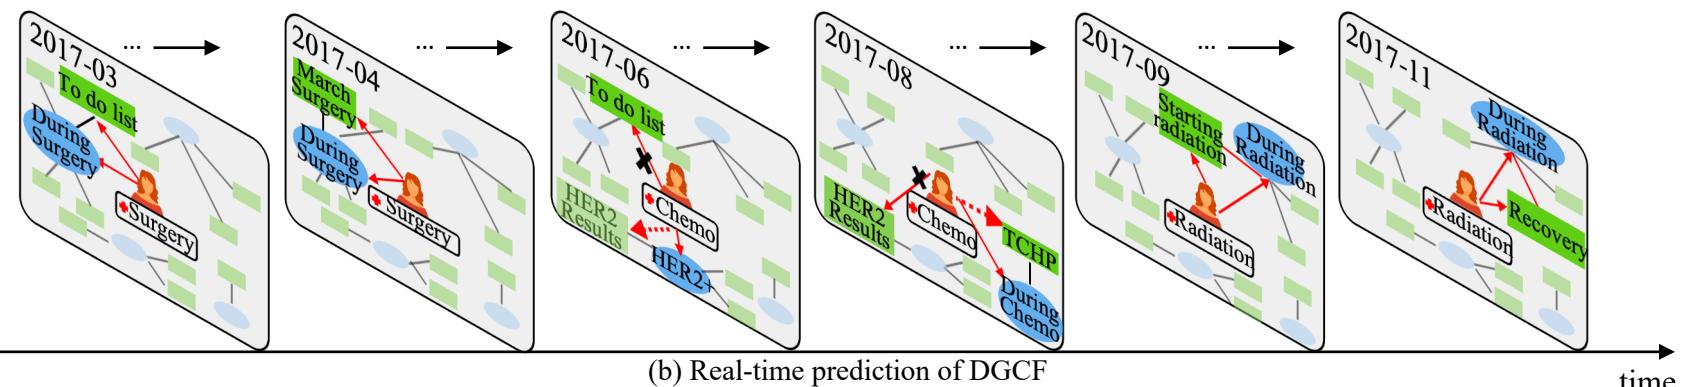 2017-03
...
To do list
During
Surgery
Surgery
2017-04
...
March
Surgery
During
Surgery
Surgery
2017-06
...
To do list
HER2
Results
Chemo
HER2+
2017-08
...
HER2
Results
Chemo
TCHP
During
Chemo
2017-09
...
Starting
radiation
During
Radiation
Radiation
2017-11
During
Radiation
Radiation
Recovery
(b) Real-time prediction of DGCF
time